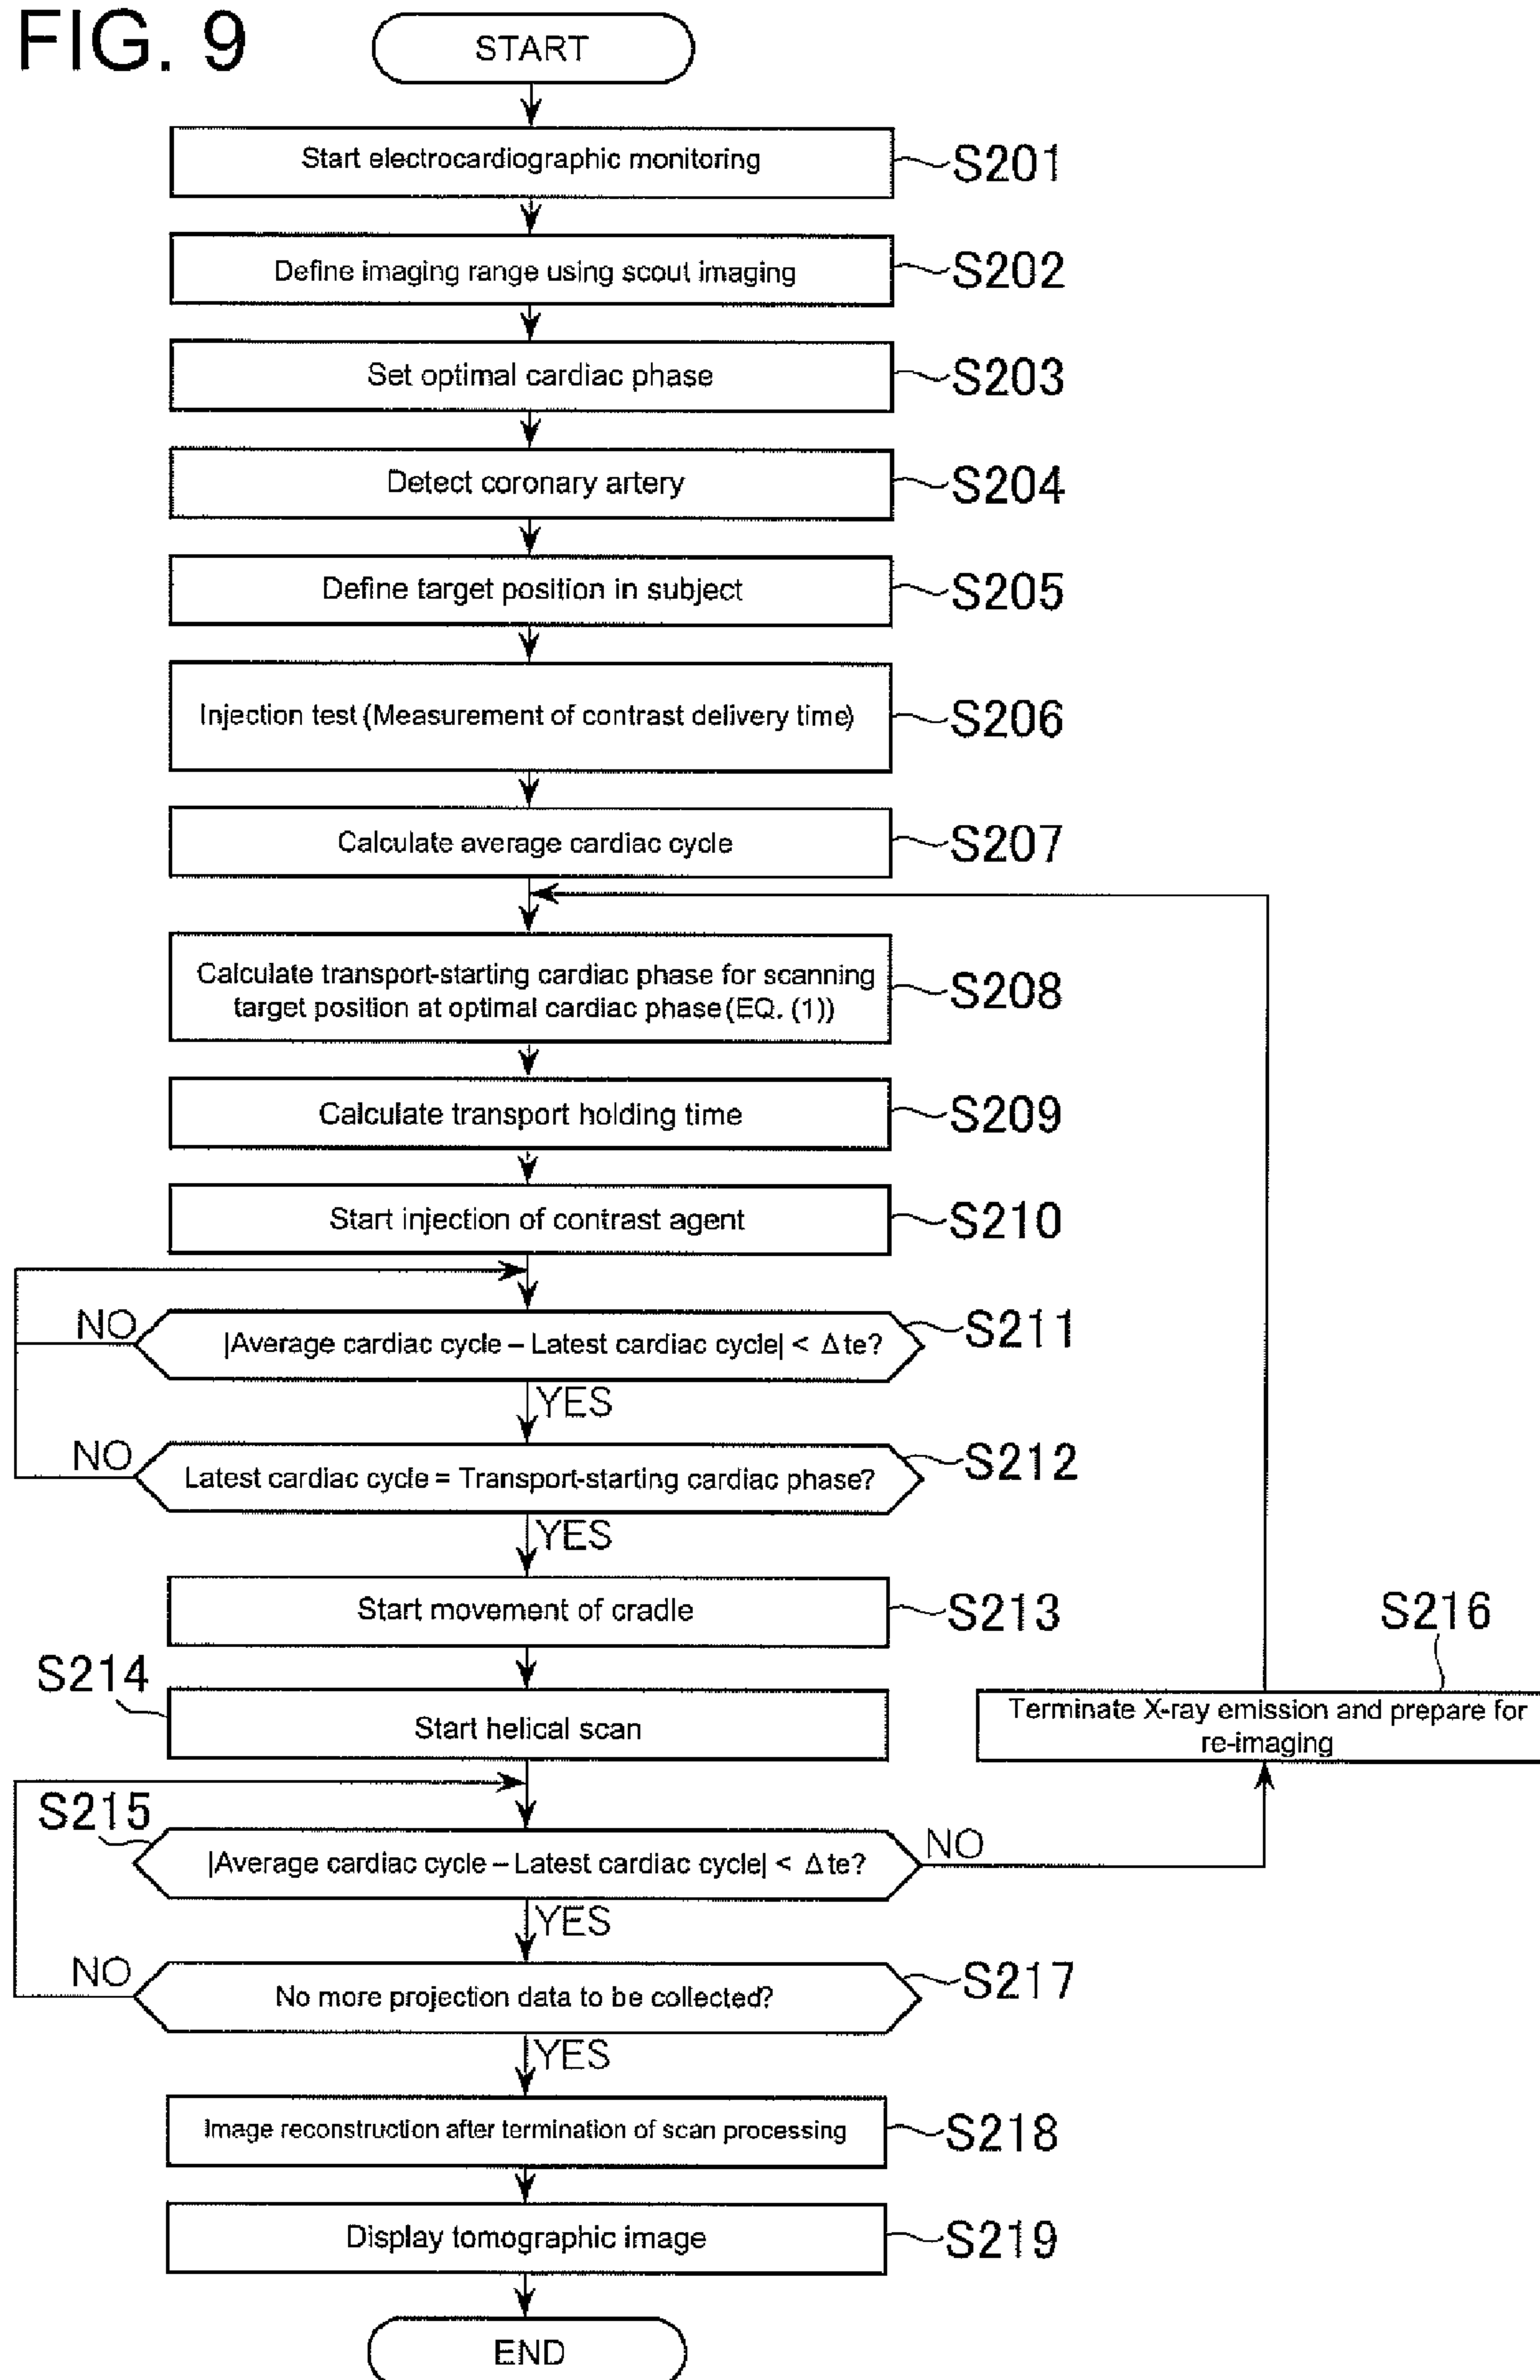 FIG. 9
START
Start electrocardiographic monitoring
S201
Define imaging range using scout imaging
S202
Set optimal cardiac phase
S203
Detect coronary artery
S204
Define target position in subject
S205
Injection test (Measurement of contrast delivery time)
S206
Calculate average cardiac cycle
S207
Calculate transport-starting cardiac phase for scanning
target position at optimal cardiac phase (EQ. (1))
S208
Calculate transport holding time
S209
Start injection of contrast agent
S210
NO
|Average cardiac cycle – Latest cardiac cycle| < Δte?
S211
YES
NO
Latest cardiac cycle = Transport-starting cardiac phase?
S212
YES
Start movement of cradle
S213
S214
Start helical scan
S216
Terminate X-ray emission and prepare for
re-imaging
S215
|Average cardiac cycle – Latest cardiac cycle| < Δte?
NO
YES
NO
No more projection data to be collected?
S217
YES
Image reconstruction after termination of scan processing
S218
Display tomographic image
S219
END